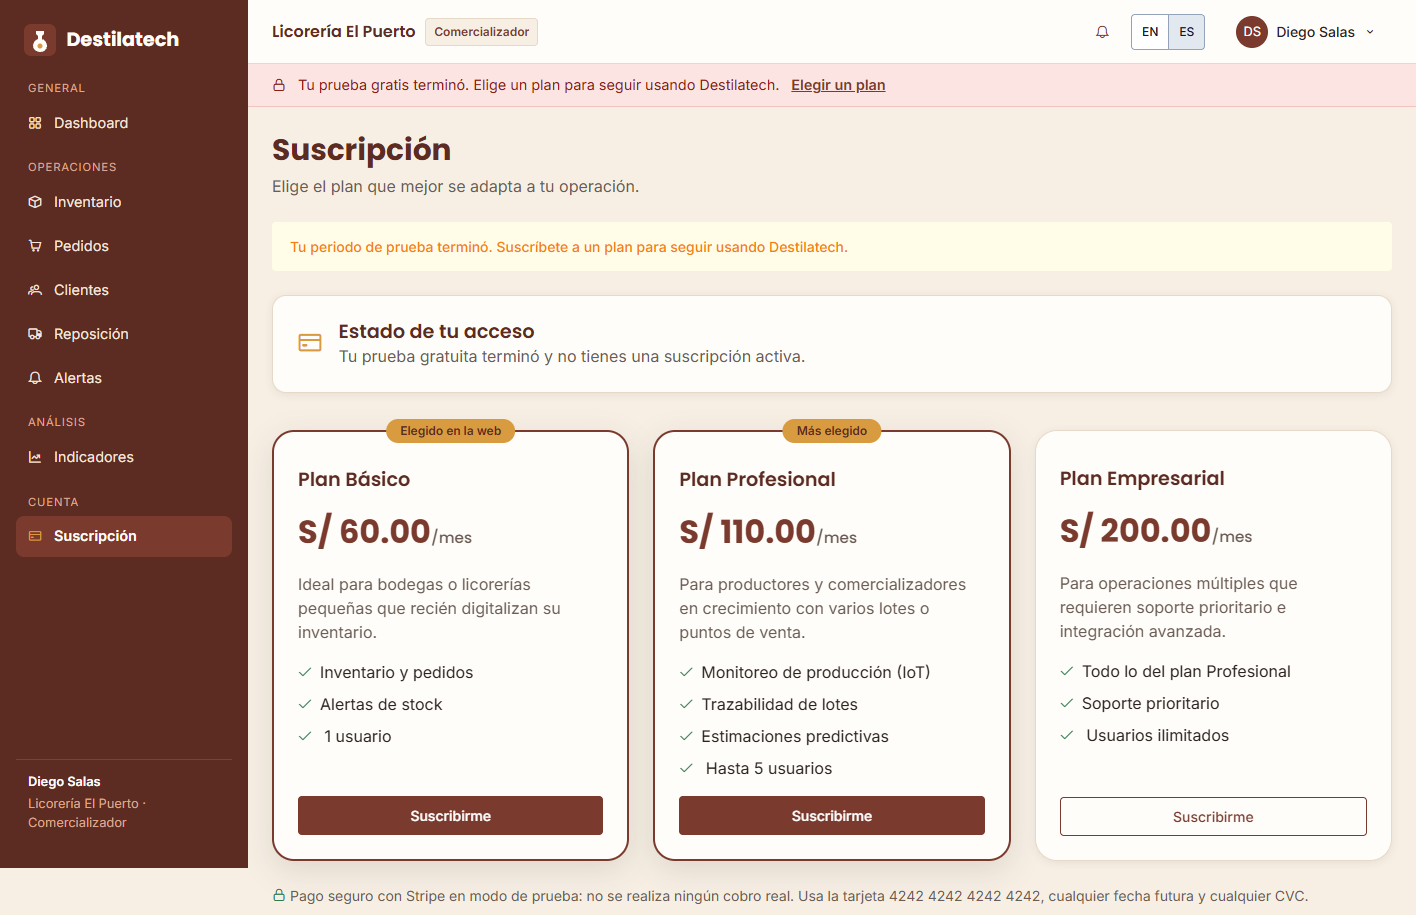 Destilatech
GENERAL
Dashboard
OPERACIONES
Inventario
Pedidos
Clientes
Reposición
Alertas
ANÁLISIS
Indicadores
CUENTA
Suscripción
Diego Salas
Licorería El Puerto ·
Comercializador
Licorería El Puerto
Comercializador
EN
ES
DS
Diego Salas
Tu prueba gratis terminó. Elige un plan para seguir usando Destilatech. Elegir un plan
Suscripción
Elige el plan que mejor se adapta a tu operación.
Tu periodo de prueba terminó. Suscríbete a un plan para seguir usando Destilatech.
Estado de tu acceso
Tu prueba gratuita terminó y no tienes una suscripción activa.
Elegido en la web
Plan Básico
S/ 60.00/mes
Ideal para bodegas o licorerías
pequeñas que recién digitalizan su
inventario.
Inventario y pedidos
Alertas de stock
1 usuario
Suscribirme
Más elegido
Plan Profesional
S/ 110.00/mes
Para productores y comercializadores
en crecimiento con varios lotes o
puntos de venta.
Monitoreo de producción (IoT)
Trazabilidad de lotes
Estimaciones predictivas
Hasta 5 usuarios
Suscribirme
Plan Empresarial
S/ 200.00/mes
Para operaciones múltiples que
requieren soporte prioritario e
integración avanzada.
Todo lo del plan Profesional
Soporte prioritario
Usuarios ilimitados
Suscribirme
Pago seguro con Stripe en modo de prueba: no se realiza ningún cobro real. Usa la tarjeta 4242 4242 4242 4242, cualquier fecha futura y cualquier CVC.